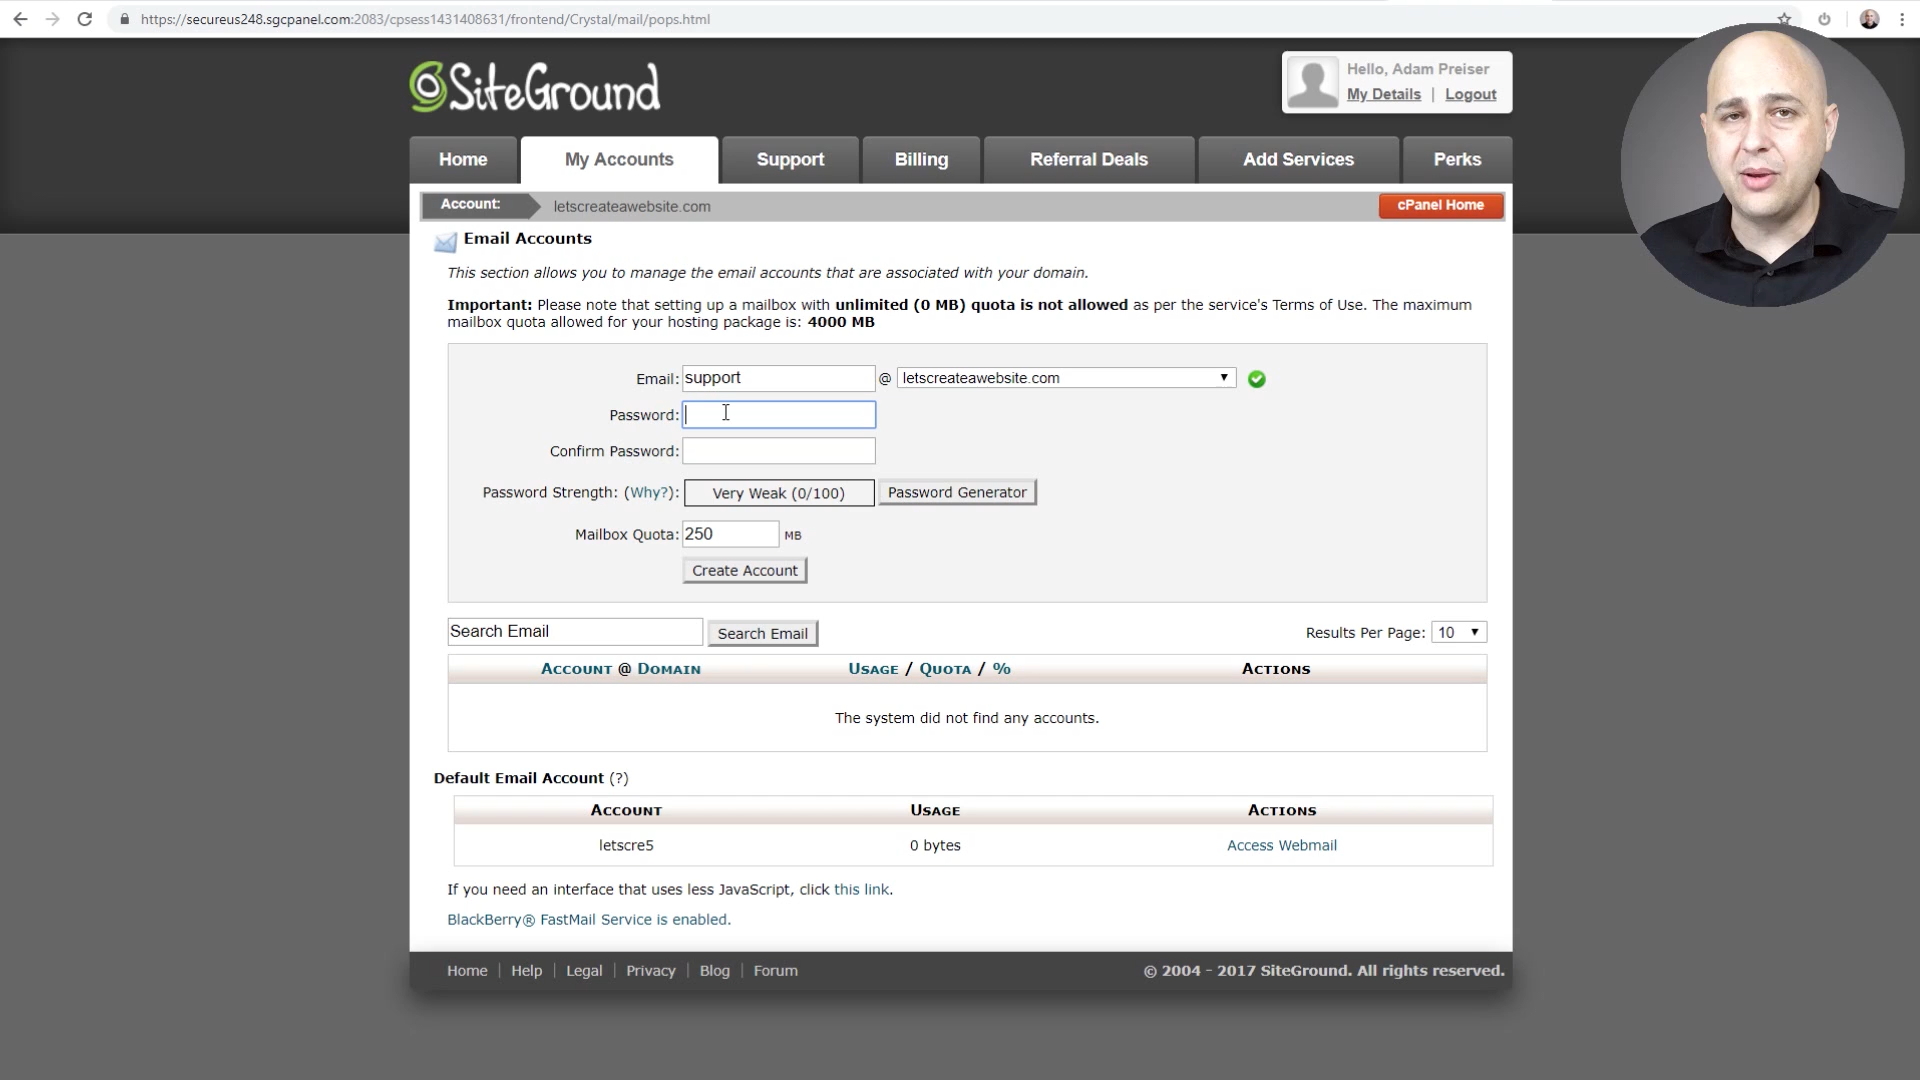 https://secureus248.sgcpanel.com:2083/cpsess1431408631/frontend/Crystal/mail/pops.html
SiteGround
Hello, Adam Preiser
My Details | Logout
Home My Accounts Support Billing Referral Deals Add Services Perks
Account: letscreateawebsite.com cPanel Home
Email Accounts
This section allows you to manage the email accounts that are associated with your domain.
Important: Please note that setting up a mailbox with unlimited (0 MB) quota is not allowed as per the service's Terms of Use. The maximum
mailbox quota allowed for your hosting package is: 4000 MB
Email: support @ letscreateawebsite.com
Password:
Confirm Password:
Password Strength: (Why?): Very Weak (0/100) Password Generator
Mailbox Quota: 250 MB
Create Account
Search Email Search Email Results Per Page: 10
Account @ Domain Usage / Quota / % Actions
The system did not find any accounts.
Default Email Account (?)
Account Usage Actions
letscre5 0 bytes Access Webmail
If you need an interface that uses less JavaScript, click this link.
BlackBerry® FastMail Service is enabled.
Home | Help | Legal | Privacy | Blog | Forum © 2004 - 2017 SiteGround. All rights reserved.